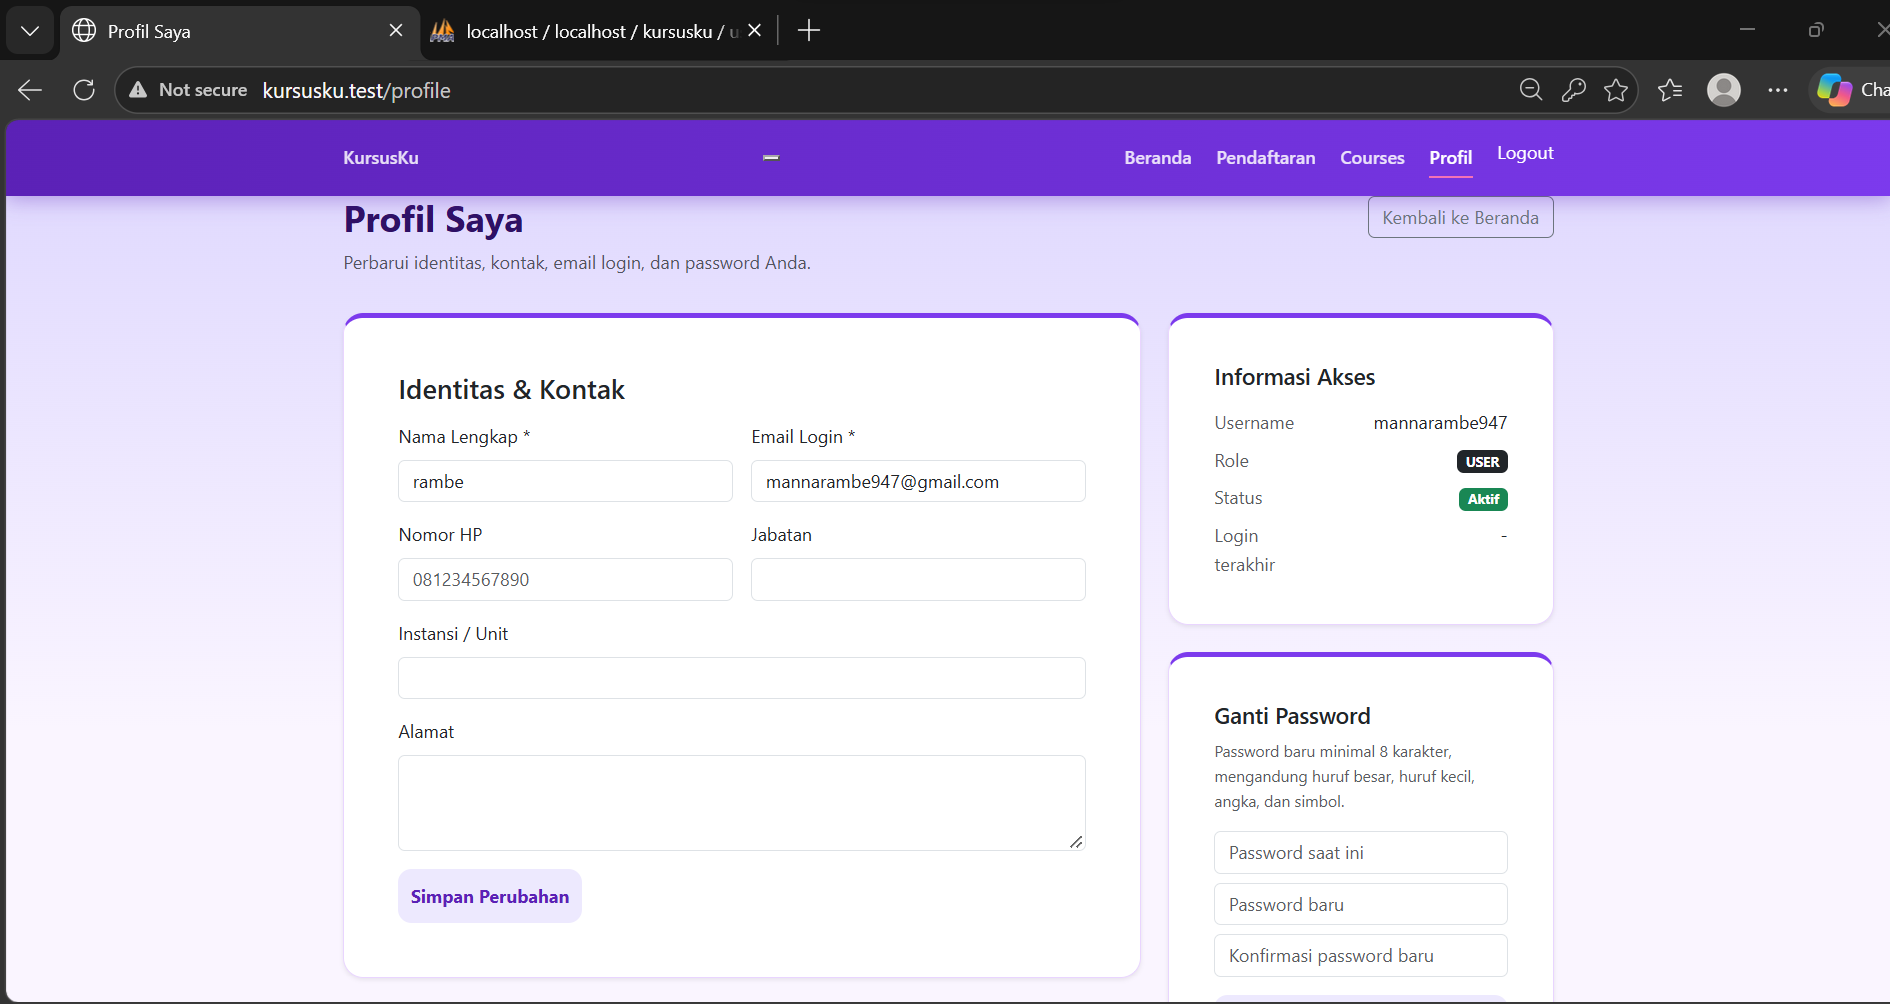 Profil Saya
localhost / localhost / kursusku / u
Not secure kursusku.test/profile
Cha
KursusKu
Beranda Pendaftaran Courses Profil Logout
Profil Saya
Kembali ke Beranda
Perbarui identitas, kontak, email login, dan password Anda.
Identitas & Kontak
Nama Lengkap * Email Login *
rambe mannarambe947@gmail.com
Nomor HP Jabatan
081234567890
Instansi / Unit
Alamat
Simpan Perubahan
Informasi Akses
Username mannarambe947
Role USER
Status Aktif
Login terakhir -
Ganti Password
Password baru minimal 8 karakter,
mengandung huruf besar, huruf kecil,
angka, dan simbol.
Password saat ini
Password baru
Konfirmasi password baru